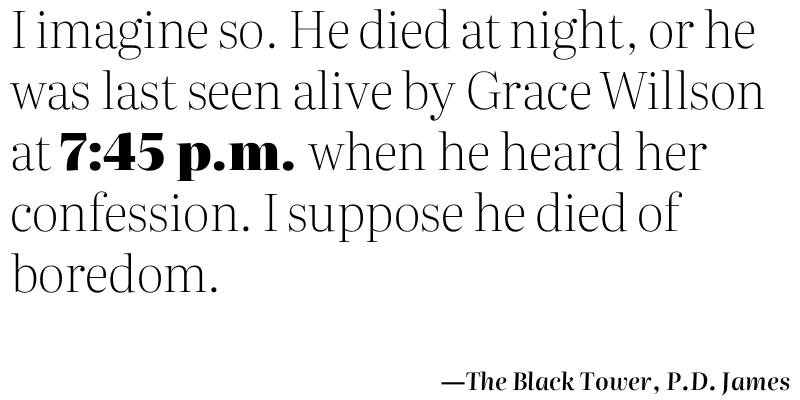 I imagine so. He died at night, or he
was last seen alive by Grace Willson
at 7:45 p.m. when he heard her
confession. I suppose he died of
boredom.
—The Black Tower, P.D. James